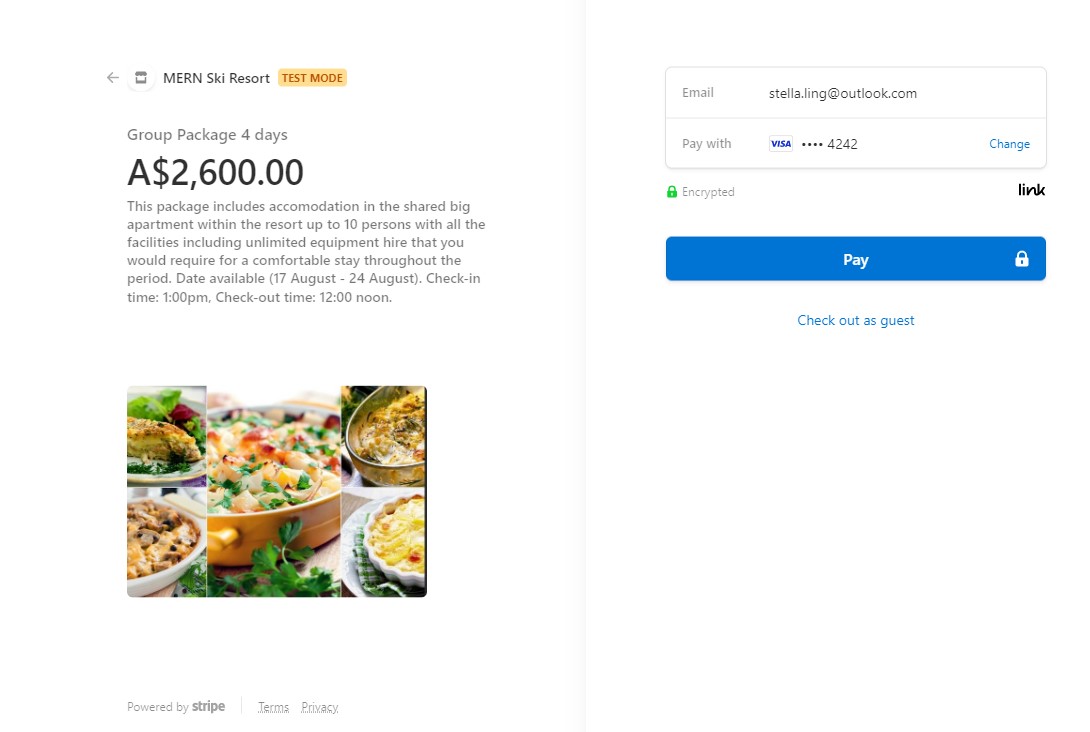 MERN Ski Resort TEST MODE
Group Package 4 days
A$2,600.00
This package includes accomodation in the shared big
apartment within the resort up to 10 persons with all the
facilities including unlimited equipment hire that you
would require for a comfortable stay throughout the
period. Date available (17 August - 24 August). Check-in
time: 1:00pm, Check-out time: 12:00 noon.
Powered by stripe Terms Privacy
Email stella.ling@outlook.com
Pay with VISA •••• 4242 Change
Encrypted link
Pay
Check out as guest